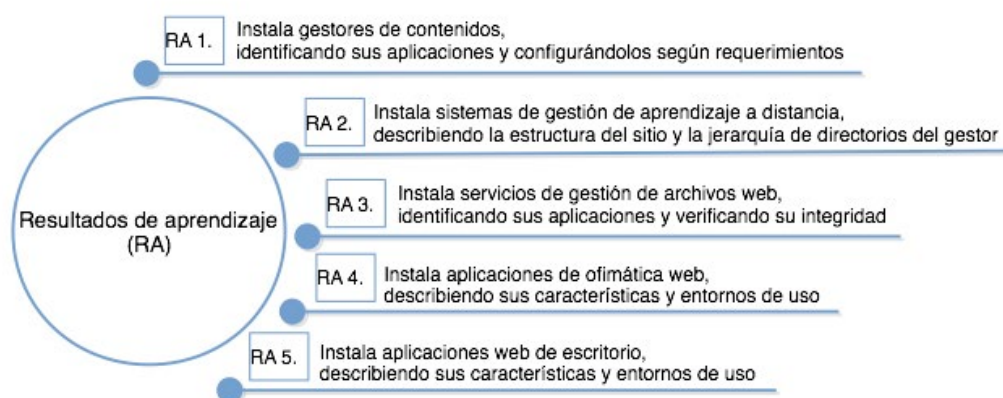 RA 1.
Instala gestores de contenidos,
identificando sus aplicaciones y configurándolos según requerimientos
RA 2.
Instala sistemas de gestión de aprendizaje a distancia,
describiendo la estructura del sitio y la jerarquía de directorios del gestor
Resultados de aprendizaje
(RA)
RA 3.
Instala servicios de gestión de archivos web,
identificando sus aplicaciones y verificando su integridad
RA 4.
Instala aplicaciones de ofimática web,
describiendo sus características y entornos de uso
RA 5.
Instala aplicaciones web de escritorio,
describiendo sus características y entornos de uso